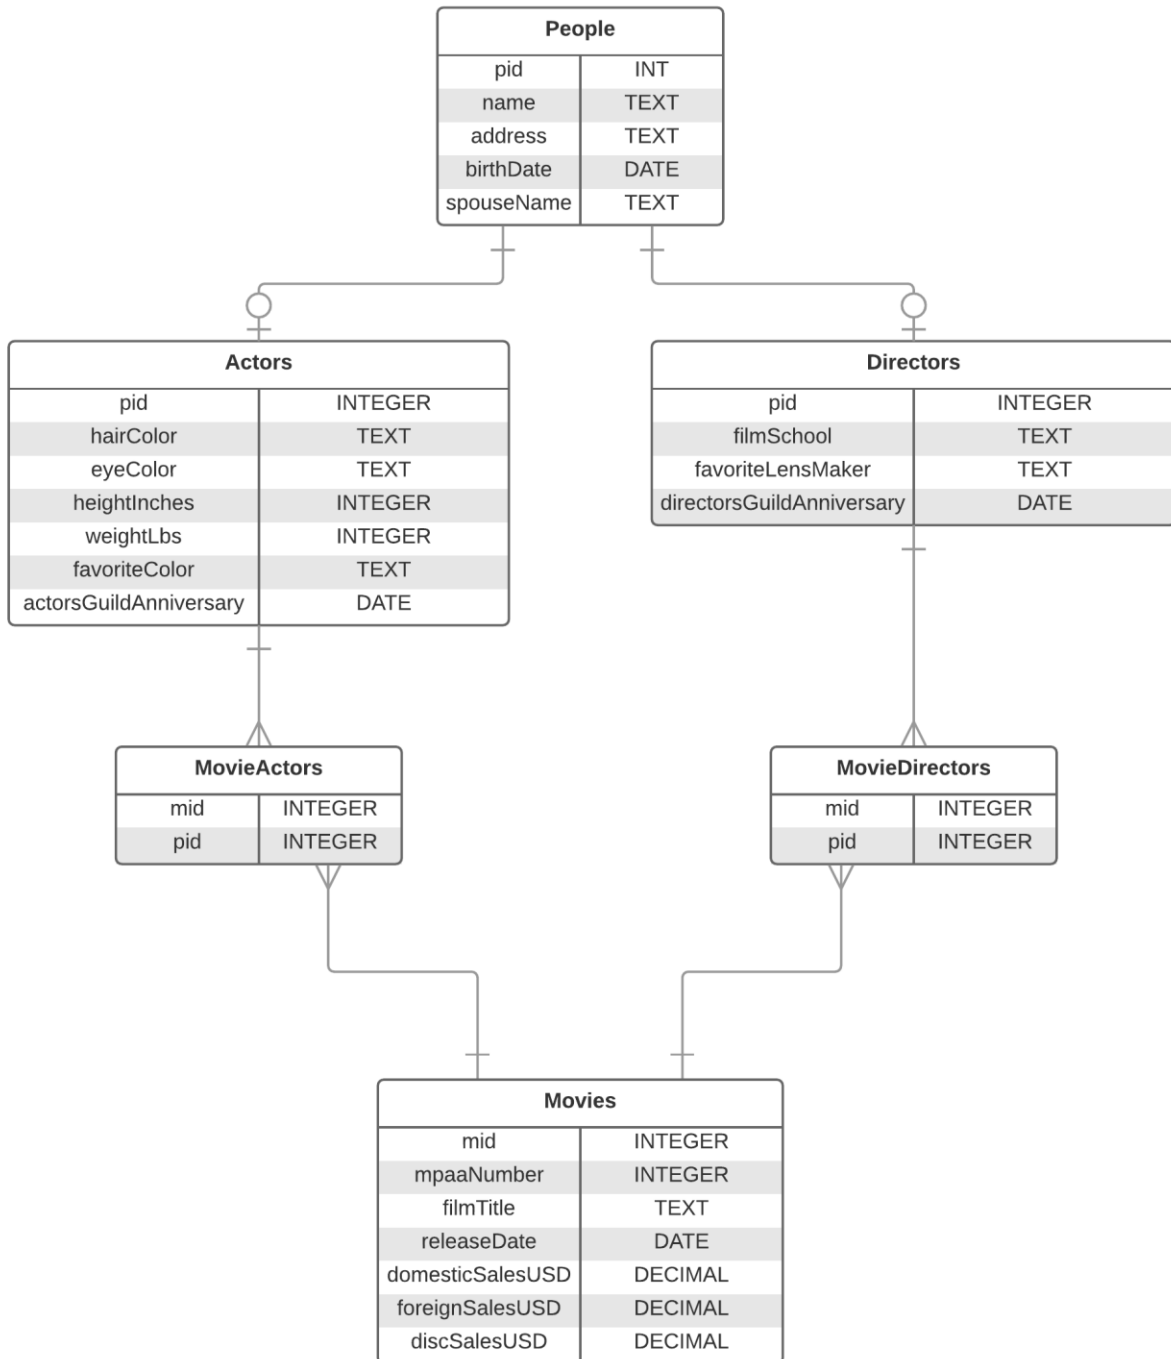 People
pid INT
name TEXT
address TEXT
birthDate DATE
spouseName TEXT
Actors
pid INTEGER
hairColor TEXT
eyeColor TEXT
heightInches INTEGER
weightLbs INTEGER
favoriteColor TEXT
actorsGuildAnniversary DATE
Directors
pid INTEGER
filmSchool TEXT
favoriteLensMaker TEXT
directorsGuildAnniversary DATE
MovieActors
mid INTEGER
pid INTEGER
MovieDirectors
mid INTEGER
pid INTEGER
Movies
mid INTEGER
mpaaNumber INTEGER
filmTitle TEXT
releaseDate DATE
domesticSalesUSD DECIMAL
foreignSalesUSD DECIMAL
discSalesUSD DECIMAL